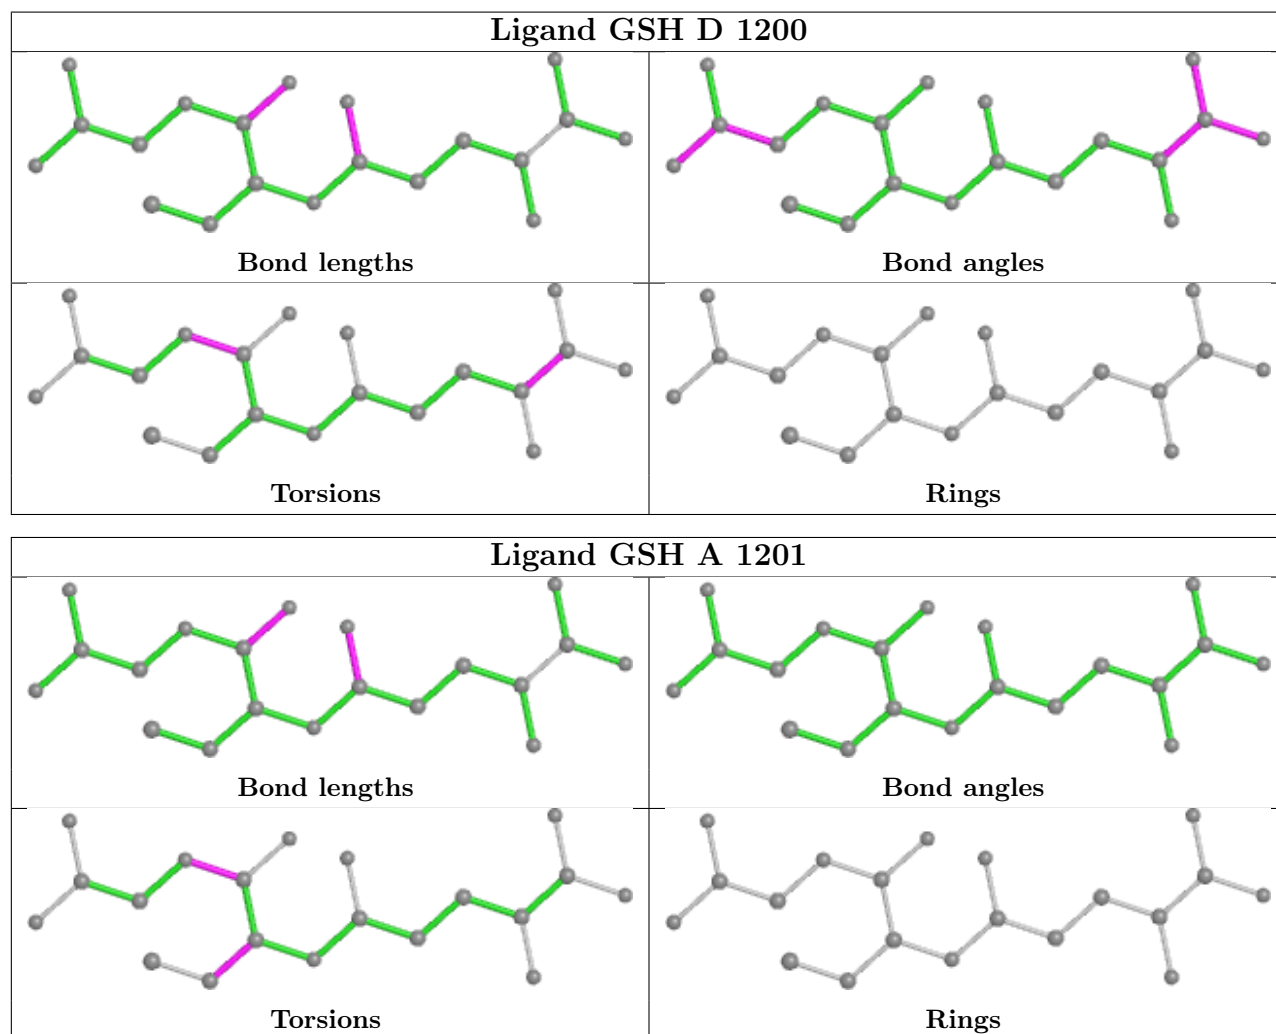 Ligand GSH D 1200
Bond lengths
Bond angles
Torsions
Rings
Ligand GSH A 1201
Bond lengths
Bond angles
Torsions
Rings